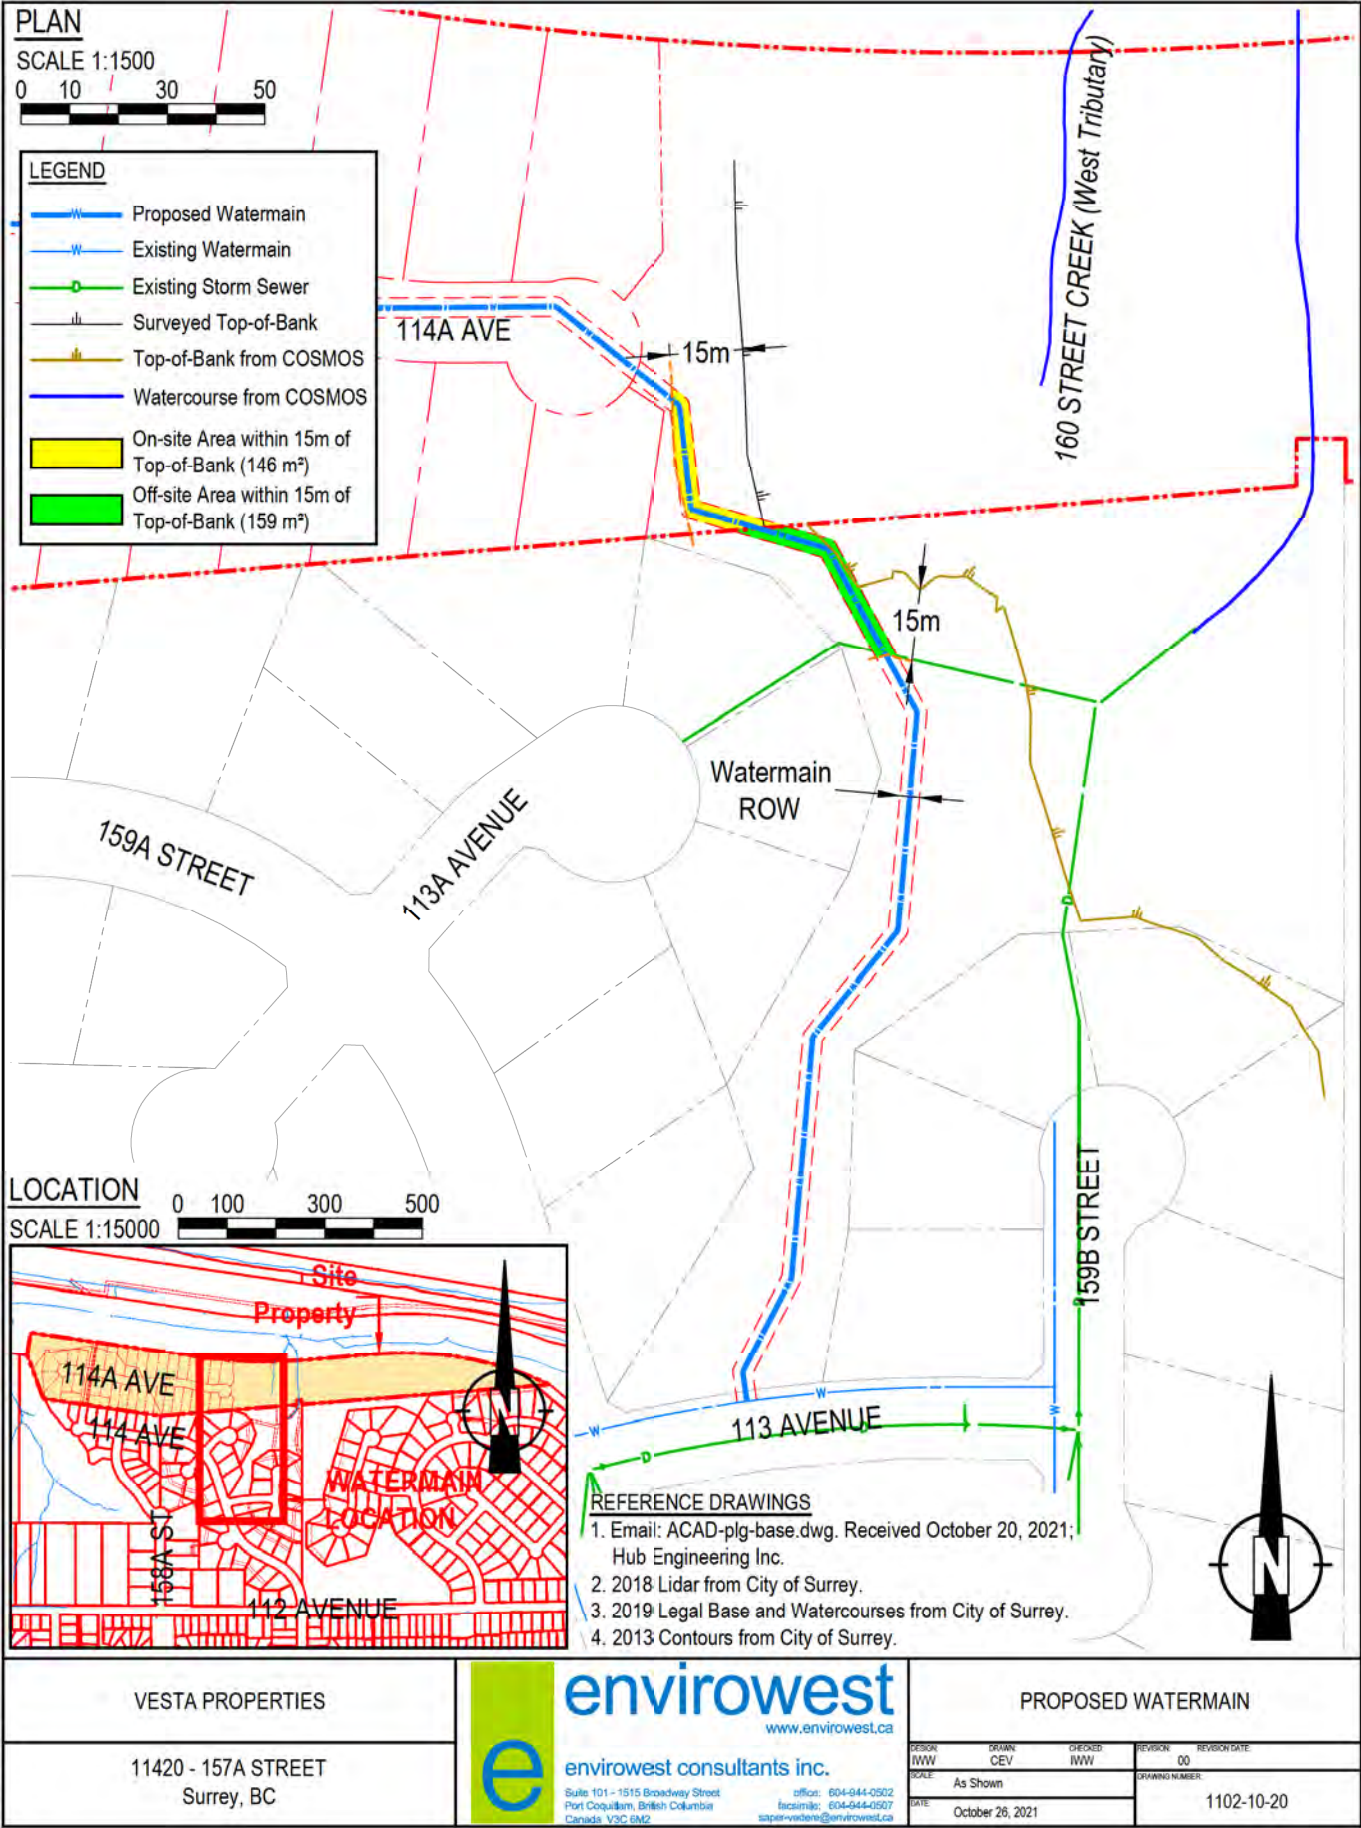 PLAN
SCALE 1:1500
0 10 30 50
LEGEND
W Proposed Watermain
W Existing Watermain
D Existing Storm Sewer
Surveyed Top-of-Bank
Top-of-Bank from COSMOS
Watercourse from COSMOS
On-site Area within 15m of
Top-of-Bank (146 m²)
Off-site Area within 15m of
Top-of-Bank (159 m²)
114A AVE
15m
160 STREET CREEK (West Tributary)
15m
Watermain
ROW
159A STREET
113A AVENUE
D
159B STREET
W
W
W
113 AVENUE
D
D
LOCATION
SCALE 1:15000
0 100 300 500
Site
Property
114A AVE
114 AVE
WATERMAIN
LOCATION
158A ST
112 AVENUE
N
REFERENCE DRAWINGS
1. Email: ACAD-plg-base.dwg. Received October 20, 2021;
Hub Engineering Inc.
2. 2018 Lidar from City of Surrey.
3. 2019 Legal Base and Watercourses from City of Surrey.
4. 2013 Contours from City of Surrey.
N
VESTA PROPERTIES
11420 - 157A STREET
Surrey, BC
e
envirowest
www.envirowest.ca
envirowest consultants inc.
Suite 101 - 1515 Broadway Street
Port Coquitlam, British Columbia
Canada V3C 6M2
office: 604-944-0502
facsimile: 604-944-0507
saper-vedere@envirowest.ca
PROPOSED WATERMAIN
DESIGN: IWW
DRAWN: CEV
CHECKED: IWW
REVISION: 00
REVISION DATE:
SCALE: As Shown
DATE: October 26, 2021
DRAWING NUMBER:
1102-10-20